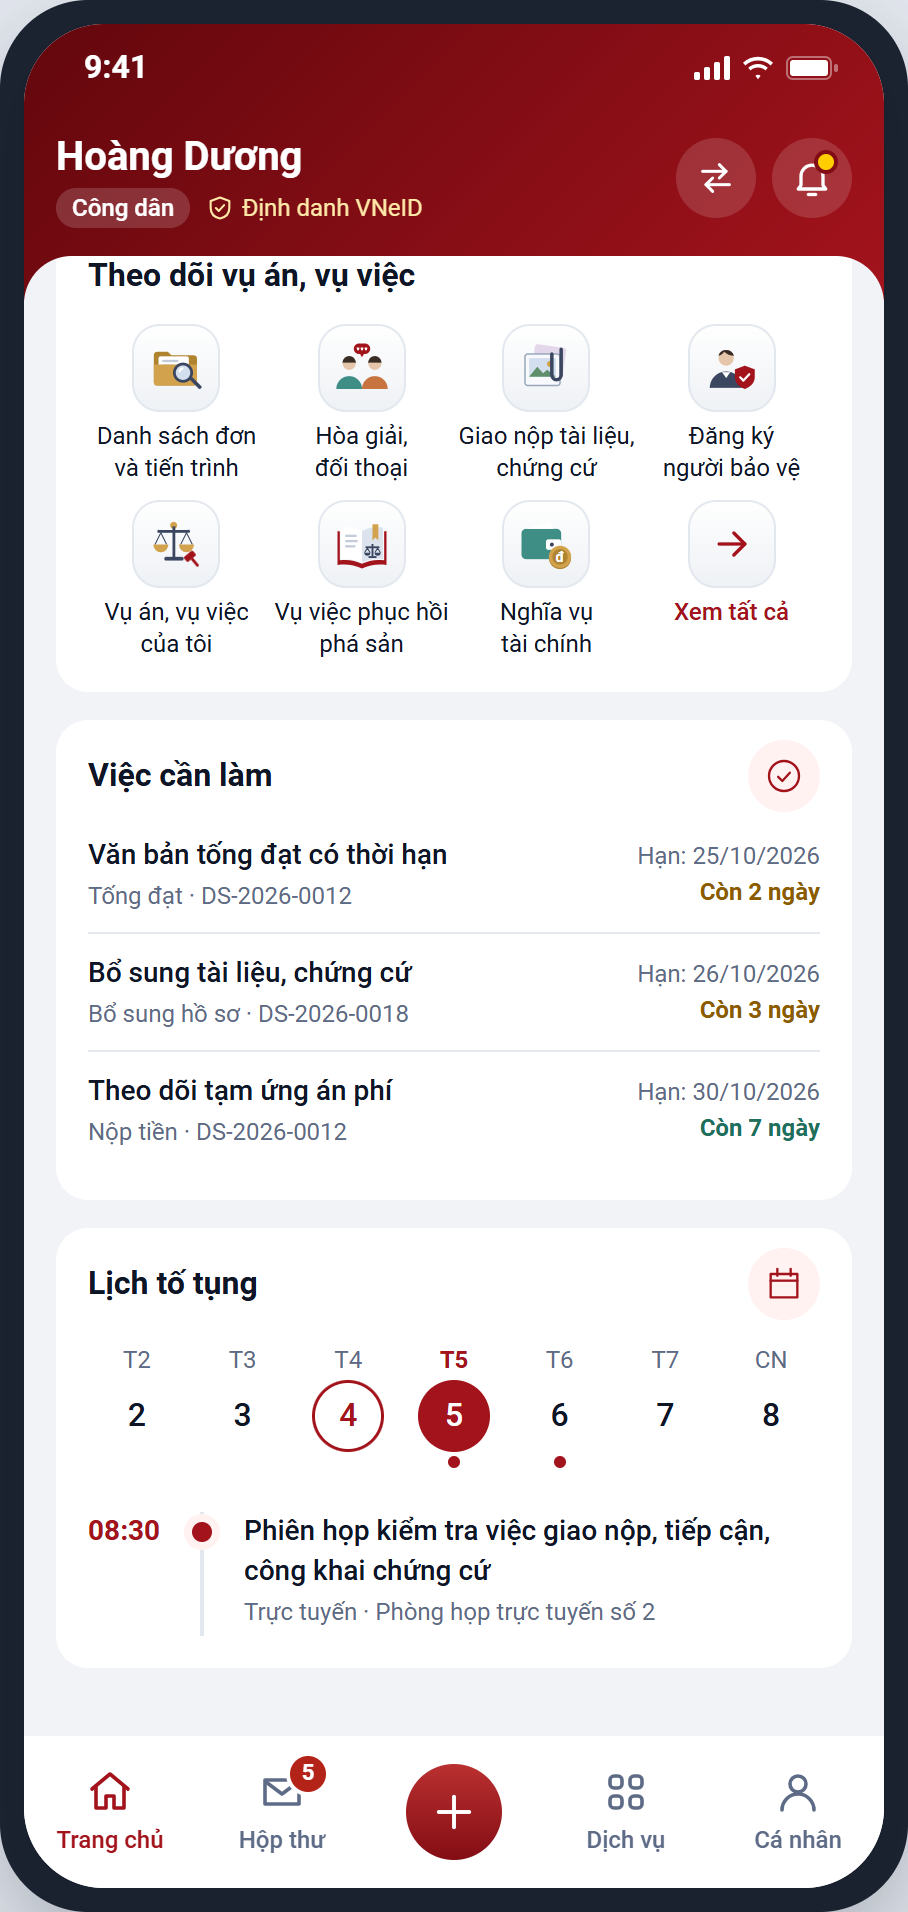 9:41
Hoàng Dương
Công dân
Định danh VNeID
Theo dõi vụ án, vụ việc
Danh sách đơn
và tiến trình
Hòa giải,
đối thoại
Giao nộp tài liệu,
chứng cứ
Đăng ký
người bảo vệ
Vụ án, vụ việc
của tôi
Vụ việc phục hồi
phá sản
đ
Nghĩa vụ
tài chính
Xem tất cả
Việc cần làm
Văn bản tống đạt có thời hạn
Hạn: 25/10/2026
Tống đạt · DS-2026-0012
Còn 2 ngày
Bổ sung tài liệu, chứng cứ
Hạn: 26/10/2026
Bổ sung hồ sơ · DS-2026-0018
Còn 3 ngày
Theo dõi tạm ứng án phí
Hạn: 30/10/2026
Nộp tiền · DS-2026-0012
Còn 7 ngày
Lịch tố tụng
T2 T3 T4 T5 T6 T7 CN
2 3 4 5 6 7 8
08:30
Phiên họp kiểm tra việc giao nộp, tiếp cận,
công khai chứng cứ
Trực tuyến · Phòng họp trực tuyến số 2
Trang chủ
5
Hộp thư
Dịch vụ
Cá nhân